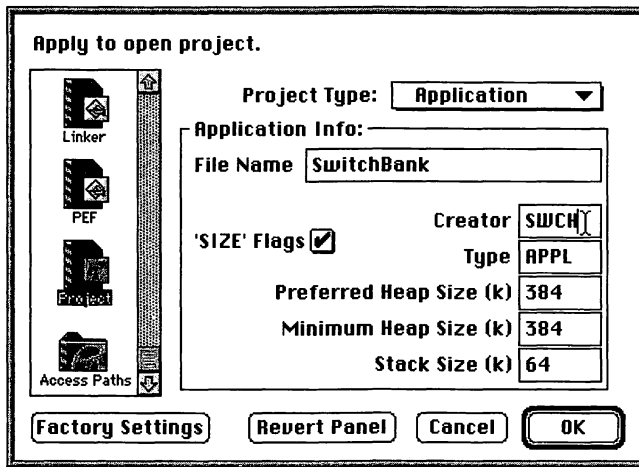 Apply to open project.
Linker
PEF
Project
Access Paths
Project Type: Application
Application Info:
File Name SwitchBank
'SIZE' Flags
Creator SWCH
Type APPL
Preferred Heap Size (k) 384
Minimum Heap Size (k) 384
Stack Size (k) 64
Factory Settings Revert Panel Cancel OK